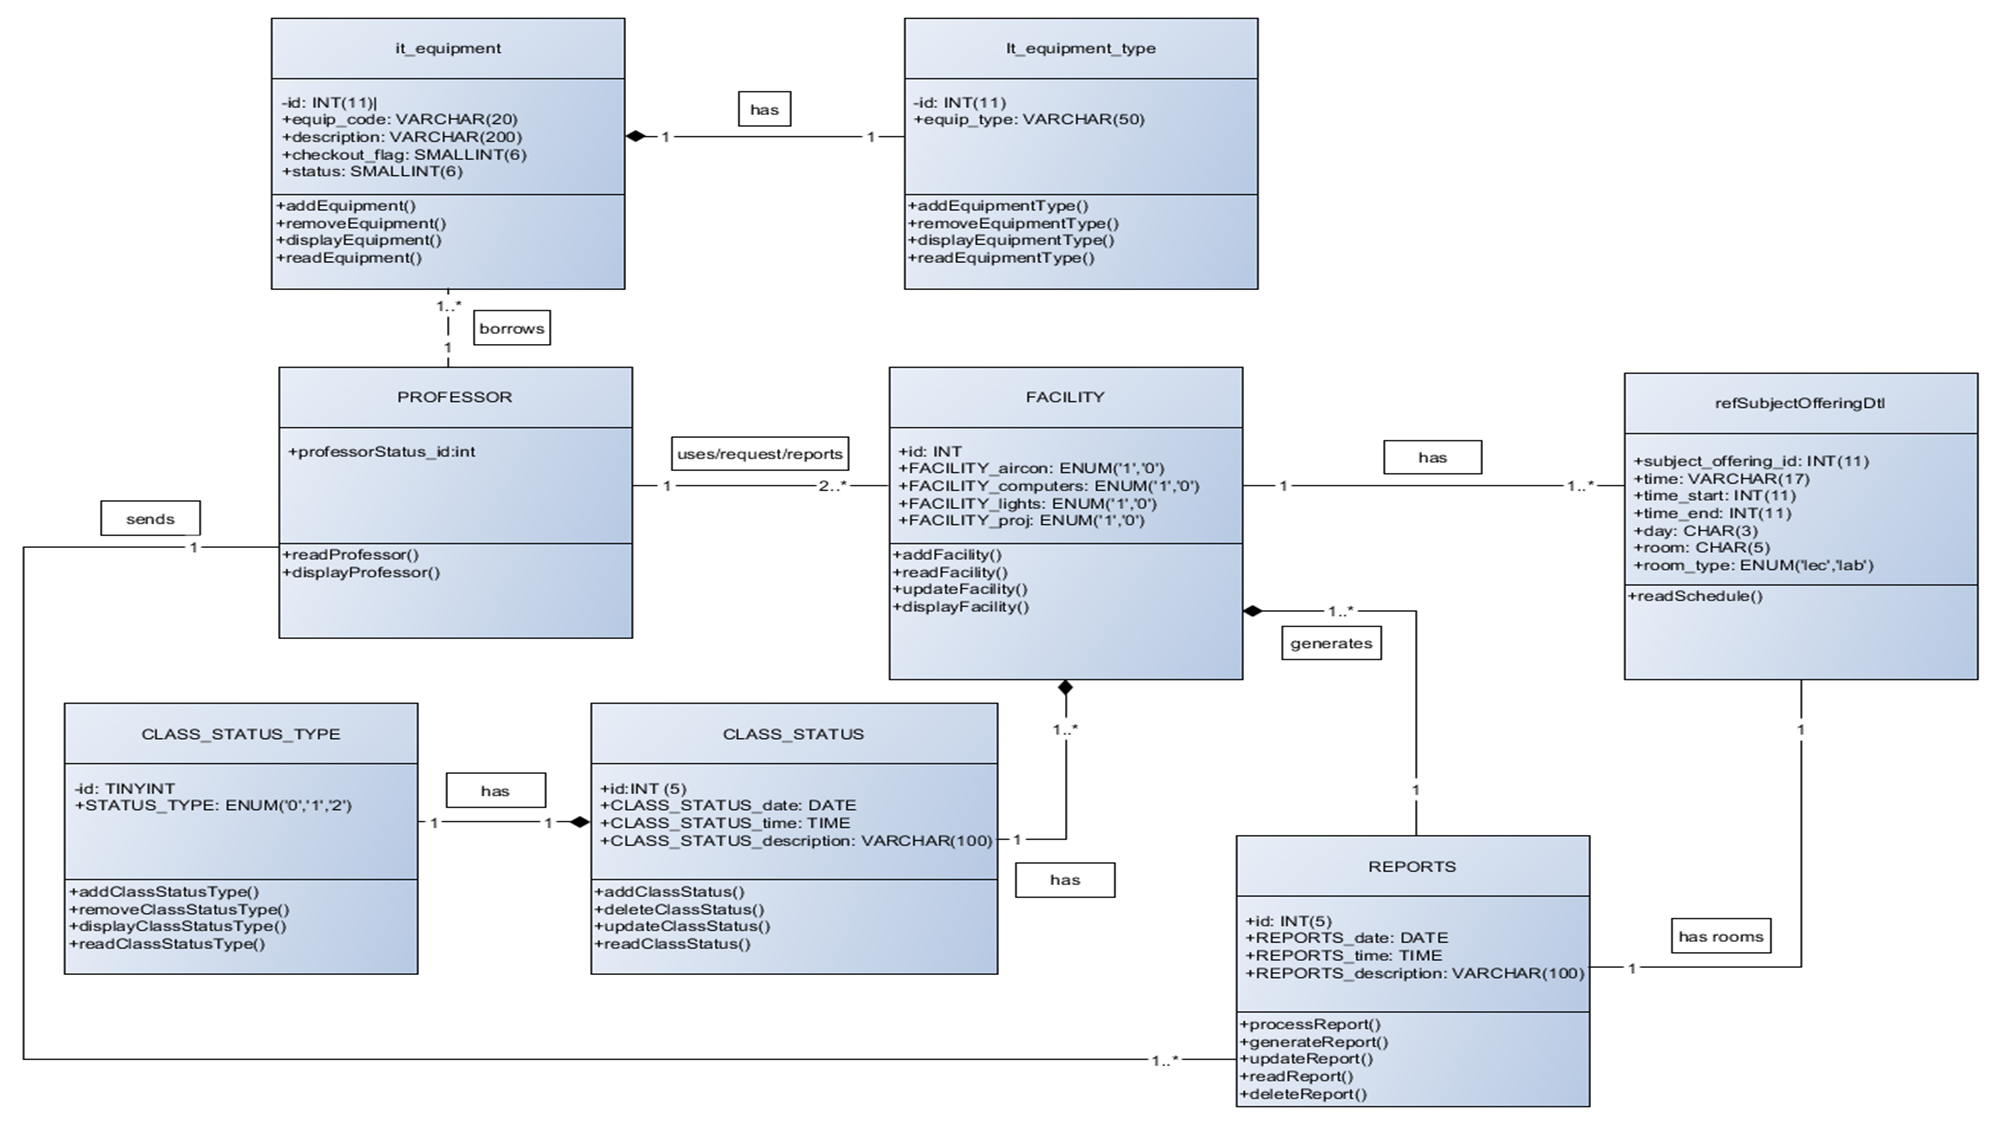 it_equipment
-id: INT(11)|
+equip_code: VARCHAR(20)
+description: VARCHAR(200)
+checkout_flag: SMALLINT(6)
+status: SMALLINT(6)
+addEquipment()
+removeEquipment()
+displayEquipment()
+readEquipment()
1
has
1
It_equipment_type
-id: INT(11)
+equip_type: VARCHAR(50)
+addEquipmentType()
+removeEquipmentType()
+displayEquipmentType()
+readEquipmentType()
1..*
borrows
1
PROFESSOR
+professorStatus_id:int
+readProfessor()
+displayProfessor()
uses/request/reports
1
2..*
FACILITY
+id: INT
+FACILITY_aircon: ENUM('1','0')
+FACILITY_computers: ENUM('1','0')
+FACILITY_lights: ENUM('1','0')
+FACILITY_proj: ENUM('1','0')
+addFacility()
+readFacility()
+updateFacility()
+displayFacility()
has
1
1..*
refSubjectOfferingDtl
+subject_offering_id: INT(11)
+time: VARCHAR(17)
+time_start: INT(11)
+time_end: INT(11)
+day: CHAR(3)
+room: CHAR(5)
+room_type: ENUM('lec','lab')
+readSchedule()
sends
1
1..*
generates
1
CLASS_STATUS_TYPE
-id: TINYINT
+STATUS_TYPE: ENUM('0','1','2')
+addClassStatusType()
+removeClassStatusType()
+displayClassStatusType()
+readClassStatusType()
has
1
1
CLASS_STATUS
+id:INT (5)
+CLASS_STATUS_date: DATE
+CLASS_STATUS_time: TIME
+CLASS_STATUS_description: VARCHAR(100)
+addClassStatus()
+deleteClassStatus()
+updateClassStatus()
+readClassStatus()
1..*
1
has
REPORTS
+id: INT(5)
+REPORTS_date: DATE
+REPORTS_time: TIME
+REPORTS_description: VARCHAR(100)
+processReport()
+generateReport()
+updateReport()
+readReport()
+deleteReport()
1
has rooms
1
1..*